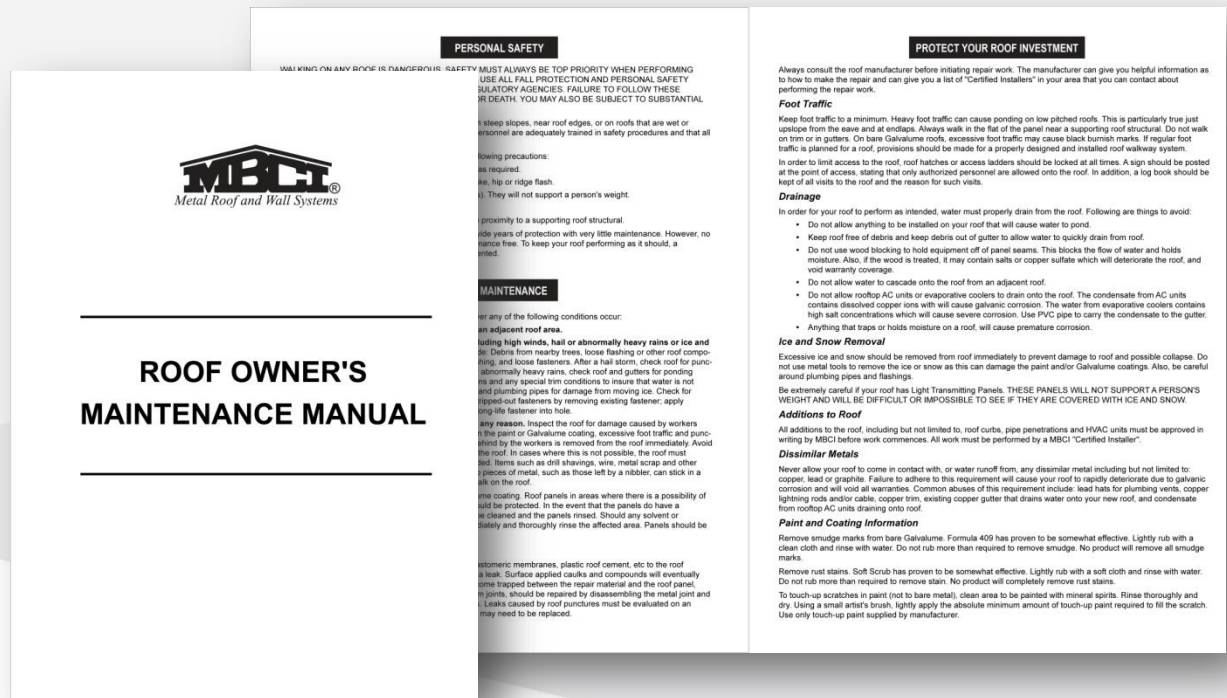 MBCI®
Metal Roof and Wall Systems
ROOF OWNER'S
MAINTENANCE MANUAL
PERSONAL SAFETY
WALKING ON ANY ROOF IS DANGEROUS. SAFETY MUST ALWAYS BE TOP PRIORITY WHEN PERFORMING
USE ALL FALL PROTECTION AND PERSONAL SAFETY
REGULATORY AGENCIES. FAILURE TO FOLLOW THESE
OR DEATH. YOU MAY ALSO BE SUBJECT TO SUBSTANTIAL
steep slopes, near roof edges, or on roofs that are wet or
personnel are adequately trained in safety procedures and that all
following precautions:
as required.
hip or ridge flash.
They will not support a person's weight.
proximity to a supporting roof structural.
years of protection with very little maintenance. However, no
free. To keep your roof performing as it should, a
MAINTENANCE
any of the following conditions occur:
an adjacent roof area.
including high winds, hail or abnormally heavy rains or ice and
Debris from nearby trees, loose flashing or other roof compo-
and loose fasteners. After a hail storm, check roof for punc-
abnormally heavy rains, check roof and gutters for ponding
and any special trim conditions to insure that water is not
and plumbing pipes for damage from moving ice. Check for
stripped-out fasteners by removing existing fastener; apply
long-life fastener into hole.
any reason. Inspect the roof for damage caused by workers
the paint or Galvalume coating, excessive foot traffic and punc-
behind by the workers is removed from the roof immediately. Avoid
the roof. In cases where this is not possible, the roof must
Items such as drill shavings, wire, metal scrap and other
pieces of metal, such as those left by a nibbler, can stick in a
walk on the roof.
coating. Roof panels in areas where there is a possibility of
be protected. In the event that the panels do have a
cleaned and the panels rinsed. Should any solvent or
and thoroughly rinse the affected area. Panels should be
membranes, plastic roof cement, etc to the roof
a leak. Surface applied caulks and compounds will eventually
trapped between the repair material and the roof panel,
joints, should be repaired by disassembling the metal joint and
Leaks caused by roof punctures must be evaluated on an
may need to be replaced.
PROTECT YOUR ROOF INVESTMENT
Always consult the roof manufacturer before initiating repair work. The manufacturer can give you helpful information as
to how to make the repair and can give you a list of "Certified Installers" in your area that you can contact about
performing the repair work.
Foot Traffic
Keep foot traffic to a minimum. Heavy foot traffic can cause ponding on low pitched roofs. This is particularly true just
upslope from the eave and at endlaps. Always walk in the flat of the panel near a supporting roof structural. Do not walk
on trim or in gutters. On bare Galvalume roofs, excessive foot traffic may cause black burnish marks. If regular foot
traffic is planned for a roof, provisions should be made for a properly designed and installed roof walkway system.
In order to limit access to the roof, roof hatches or access ladders should be locked at all times. A sign should be posted
at the point of access, stating that only authorized personnel are allowed onto the roof. In addition, a log book should be
kept of all visits to the roof and the reason for such visits.
Drainage
In order for your roof to perform as intended, water must properly drain from the roof. Following are things to avoid:
• Do not allow anything to be installed on your roof that will cause water to pond.
• Keep roof free of debris and keep debris out of gutter to allow water to quickly drain from roof.
• Do not use wood blocking to hold equipment off of panel seams. This blocks the flow of water and holds
moisture. Also, if the wood is treated, it may contain salts or copper sulfate which will deteriorate the roof, and
void warranty coverage.
• Do not allow water to cascade onto the roof from an adjacent roof.
• Do not allow rooftop AC units or evaporative coolers to drain onto the roof. The condensate from AC units
contains dissolved copper ions with will cause galvanic corrosion. The water from evaporative coolers contains
high salt concentrations which will cause severe corrosion. Use PVC pipe to carry the condensate to the gutter.
• Anything that traps or holds moisture on a roof, will cause premature corrosion.
Ice and Snow Removal
Excessive ice and snow should be removed from roof immediately to prevent damage to roof and possible collapse. Do
not use metal tools to remove the ice or snow as this can damage the paint and/or Galvalume coatings. Also, be careful
around plumbing pipes and flashings.
Be extremely careful if your roof has Light Transmitting Panels. THESE PANELS WILL NOT SUPPORT A PERSON'S
WEIGHT AND WILL BE DIFFICULT OR IMPOSSIBLE TO SEE IF THEY ARE COVERED WITH ICE AND SNOW.
Additions to Roof
All additions to the roof, including but not limited to, roof curbs, pipe penetrations and HVAC units must be approved in
writing by MBCI before work commences. All work must be performed by a MBCI "Certified Installer".
Dissimilar Metals
Never allow your roof to come in contact with, or water runoff from, any dissimilar metal including but not limited to:
copper, lead or graphite. Failure to adhere to this requirement will cause your roof to rapidly deteriorate due to galvanic
corrosion and will void all warranties. Common abuses of this requirement include: lead hats for plumbing vents, copper
lightning rods and/or cable, copper trim, existing copper gutter that drains water onto your new roof, and condensate
from rooftop AC units draining onto roof.
Paint and Coating Information
Remove smudge marks from bare Galvalume. Formula 409 has proven to be somewhat effective. Lightly rub with a
clean cloth and rinse with water. Do not rub more than required to remove smudge. No product will remove all smudge
marks.
Remove rust stains. Soft Scrub has proven to be somewhat effective. Lightly rub with a soft cloth and rinse with water.
Do not rub more than required to remove stain. No product will completely remove rust stains.
To touch-up scratches in paint (not to bare metal), clean area to be painted with mineral spirits. Rinse thoroughly and
dry. Using a small artist's brush, lightly apply the absolute minimum amount of touch-up paint required to fill the scratch.
Use only touch-up paint supplied by manufacturer.